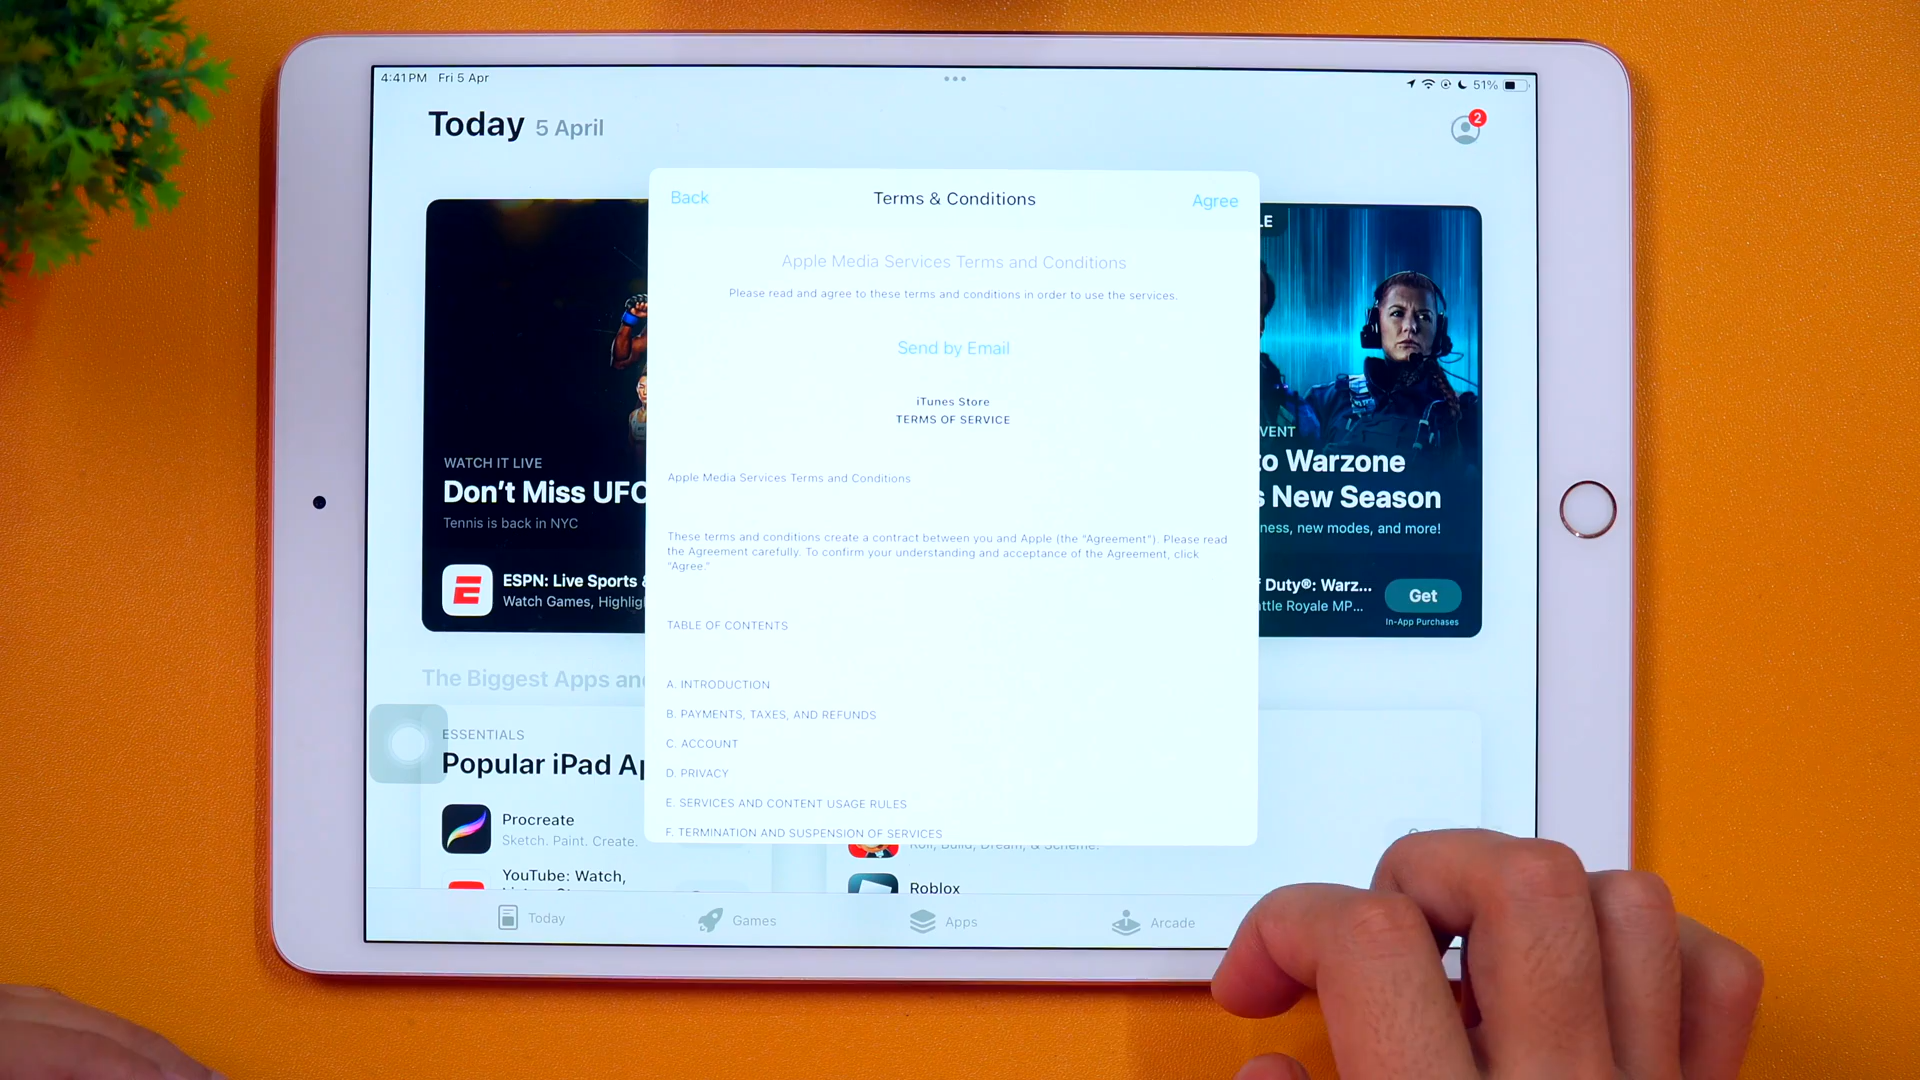 4:41 PM Fri 5 Apr
51%
Today 5 April
2
Back
Terms & Conditions
Agree
Apple Media Services Terms and Conditions
Please read and agree to these terms and conditions in order to use the services.
Send by Email
iTunes Store
TERMS OF SERVICE
Apple Media Services Terms and Conditions
These terms and conditions create a contract between you and Apple (the “Agreement”). Please read
the Agreement carefully. To confirm your understanding and acceptance of the Agreement, click
“Agree.”
TABLE OF CONTENTS
A. INTRODUCTION
B. PAYMENTS, TAXES, AND REFUNDS
C. ACCOUNT
D. PRIVACY
E. SERVICES AND CONTENT USAGE RULES
F. TERMINATION AND SUSPENSION OF SERVICES
WATCH IT LIVE
Don’t Miss UFC
Tennis is back in NYC
ESPN: Live Sports &
Watch Games, Highlig
LE
VENT
to Warzone
s New Season
ness, new modes, and more!
f Duty®: Warz...
ttle Royale MP...
Get
In-App Purchases
The Biggest Apps an
ESSENTIALS
Popular iPad Ap
Procreate
Sketch. Paint. Create.
YouTube: Watch,
Roll, Build, Dream, & Scheme.
Roblox
Today
Games
Apps
Arcade